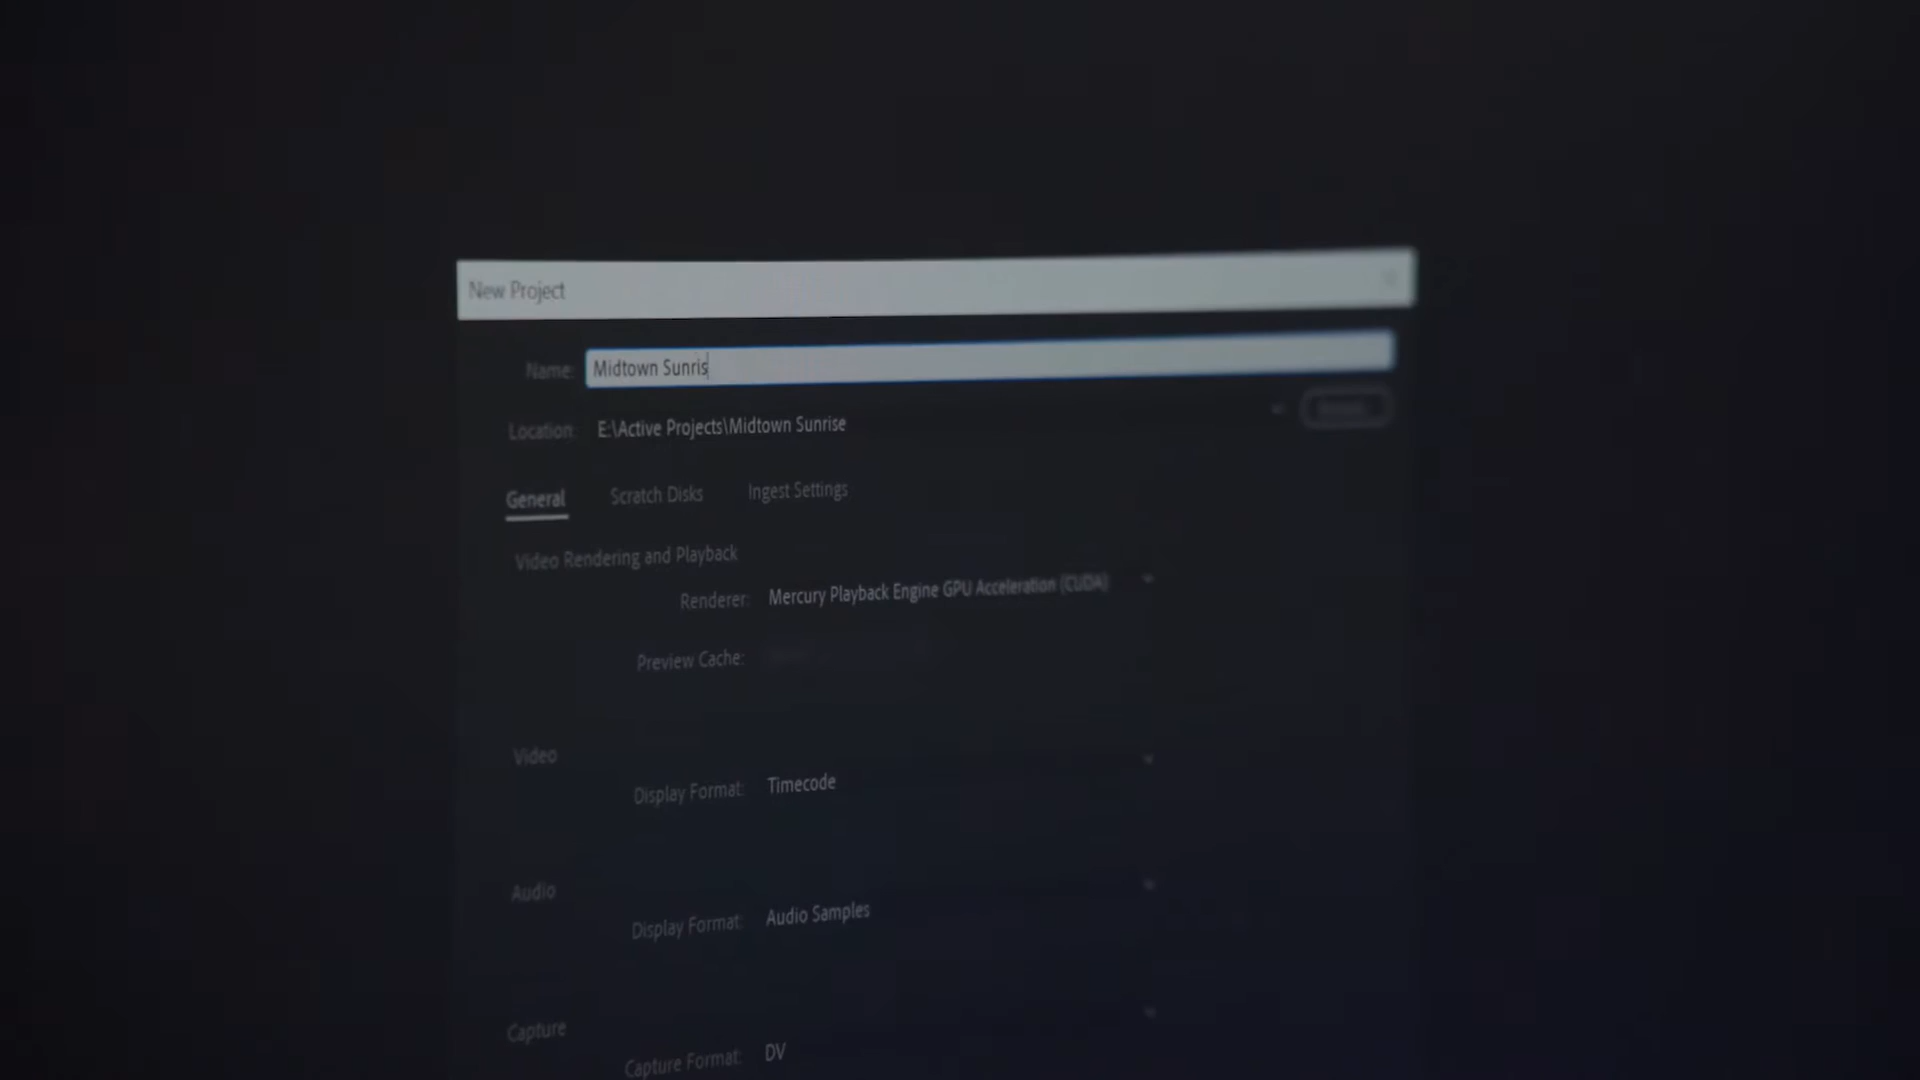 New Project
Name: Midtown Sunris
Location: E:\Active Projects\Midtown Sunrise
General Scratch Disks Ingest Settings
Video Rendering and Playback
Renderer: Mercury Playback Engine GPU Acceleration (CUDA)
Preview Cache:
Video
Display Format: Timecode
Audio
Display Format: Audio Samples
Capture
Capture Format: DV